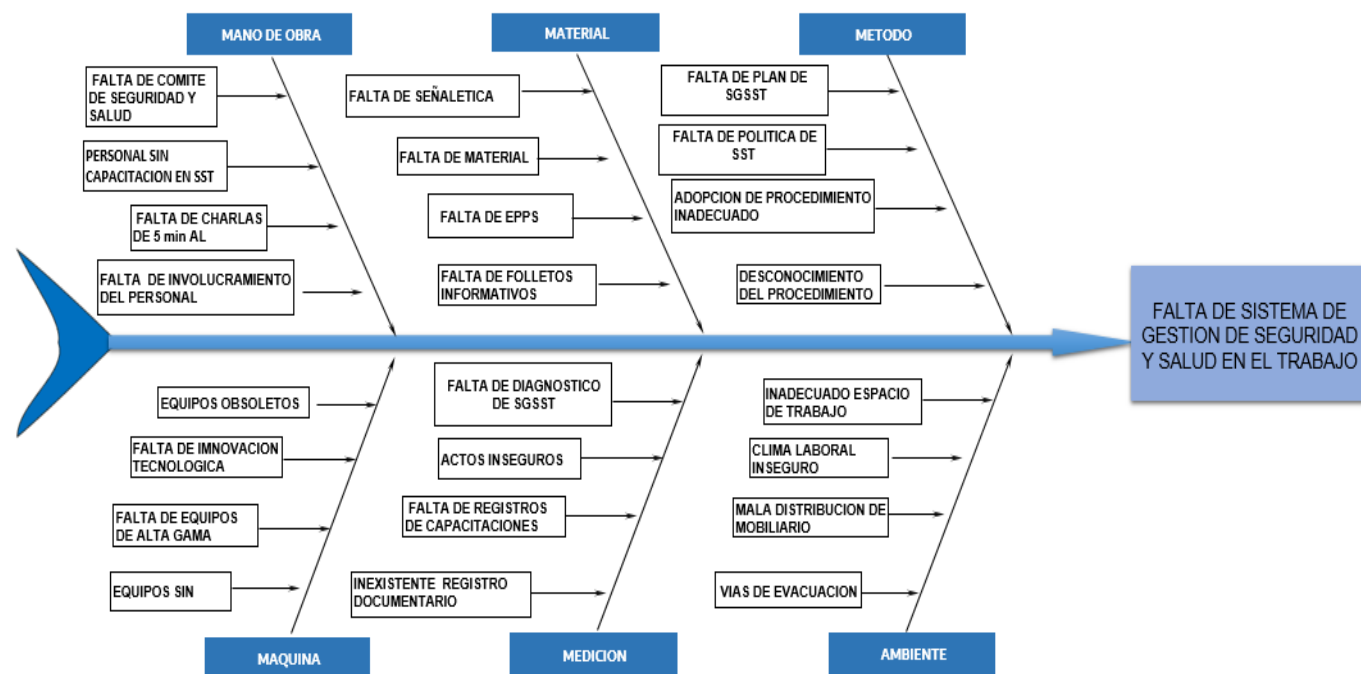 MANO DE OBRA
MATERIAL
METODO
FALTA DE COMITE
DE SEGURIDAD Y
SALUD
PERSONAL SIN
CAPACITACION EN SST
FALTA DE CHARLAS
DE 5 min AL
FALTA DE INVOLUCRAMIENTO
DEL PERSONAL
FALTA DE SEÑALETICA
FALTA DE MATERIAL
FALTA DE EPPS
FALTA DE FOLLETOS
INFORMATIVOS
FALTA DE PLAN DE
SGSST
FALTA DE POLITICA DE
SST
ADOPCION DE PROCEDIMIENTO
INADECUADO
DESCONOCIMIENTO
DEL PROCEDIMIENTO
FALTA DE SISTEMA DE
GESTION DE SEGURIDAD
Y SALUD EN EL TRABAJO
EQUIPOS OBSOLETOS
FALTA DE IMNOVACION
TECNOLOGICA
FALTA DE EQUIPOS
DE ALTA GAMA
EQUIPOS SIN
FALTA DE DIAGNOSTICO
DE SGSST
ACTOS INSEGUROS
FALTA DE REGISTROS
DE CAPACITACIONES
INEXISTENTE REGISTRO
DOCUMENTARIO
INADECUADO ESPACIO
DE TRABAJO
CLIMA LABORAL
INSEGURO
MALA DISTRIBUCION DE
MOBILIARIO
VIAS DE EVACUACION
MAQUINA
MEDICION
AMBIENTE